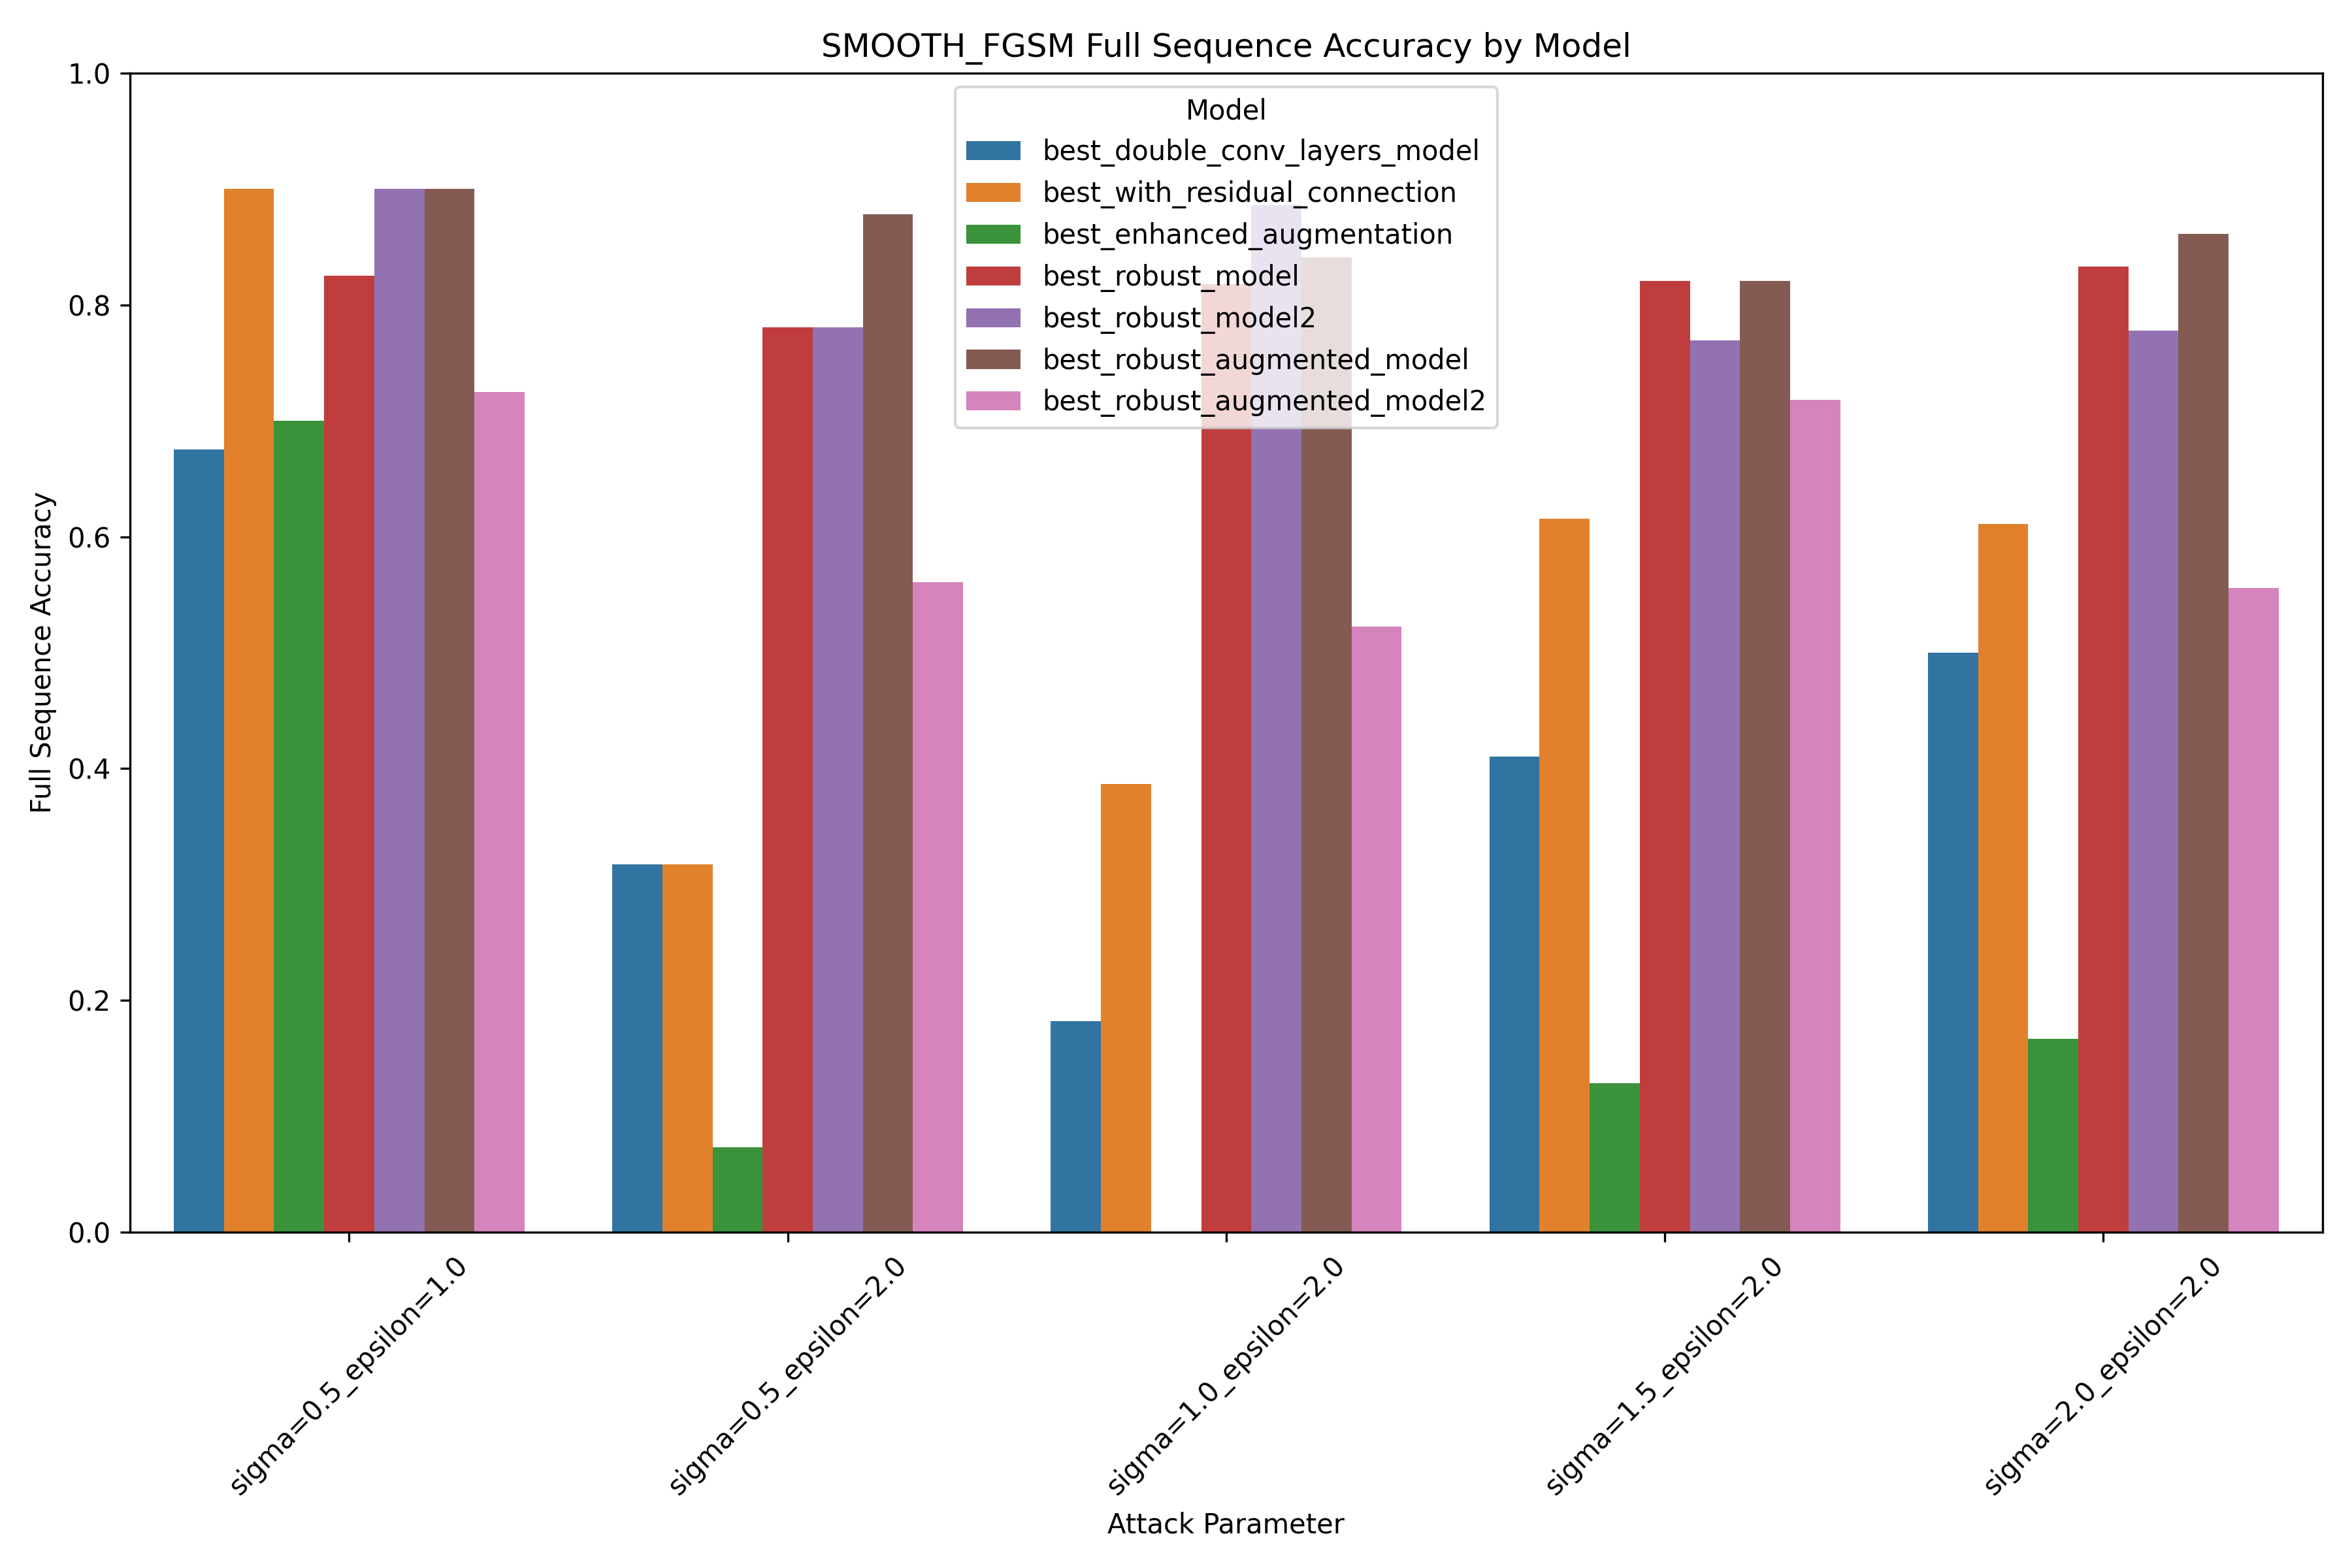 SMOOTH_FGSM Full Sequence Accuracy by Model
Model
best_double_conv_layers_model
best_with_residual_connection
best_enhanced_augmentation
best_robust_model
best_robust_model2
best_robust_augmented_model
best_robust_augmented_model2
Full Sequence Accuracy
1.0
0.8
0.6
0.4
0.2
0.0
sigma=0.5_epsilon=1.0
sigma=0.5_epsilon=2.0
sigma=1.0_epsilon=2.0
sigma=1.5_epsilon=2.0
sigma=2.0_epsilon=2.0
Attack Parameter